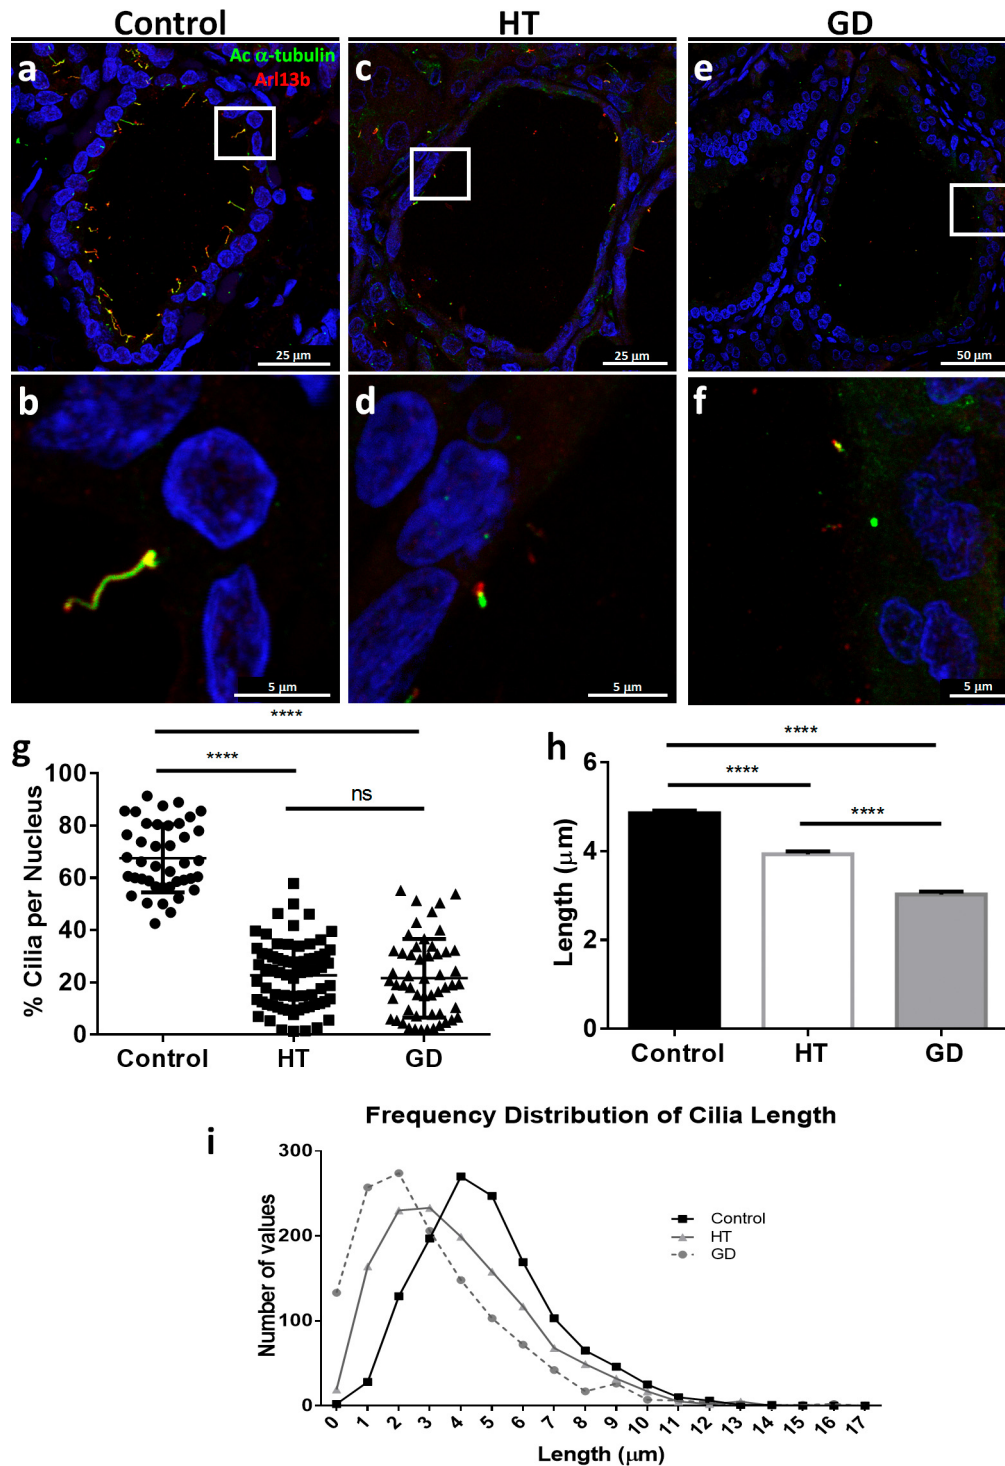 Control HT GD
a Ac α-tubulin
Arl13b
c
e
25 µm
25 µm
50 µm
b
d
f
5 µm
5 µm
5 µm
g
****
****
ns
% Cilia per Nucleus
100
80
60
40
20
0
Control HT GD
h
****
****
****
Length (µm)
6
4
2
0
Control HT GD
i
Frequency Distribution of Cilia Length
Number of values
300
200
100
0
Control
HT
GD
0 1 2 3 4 5 6 7 8 9 10 11 12 13 14 15 16 17
Length (µm)